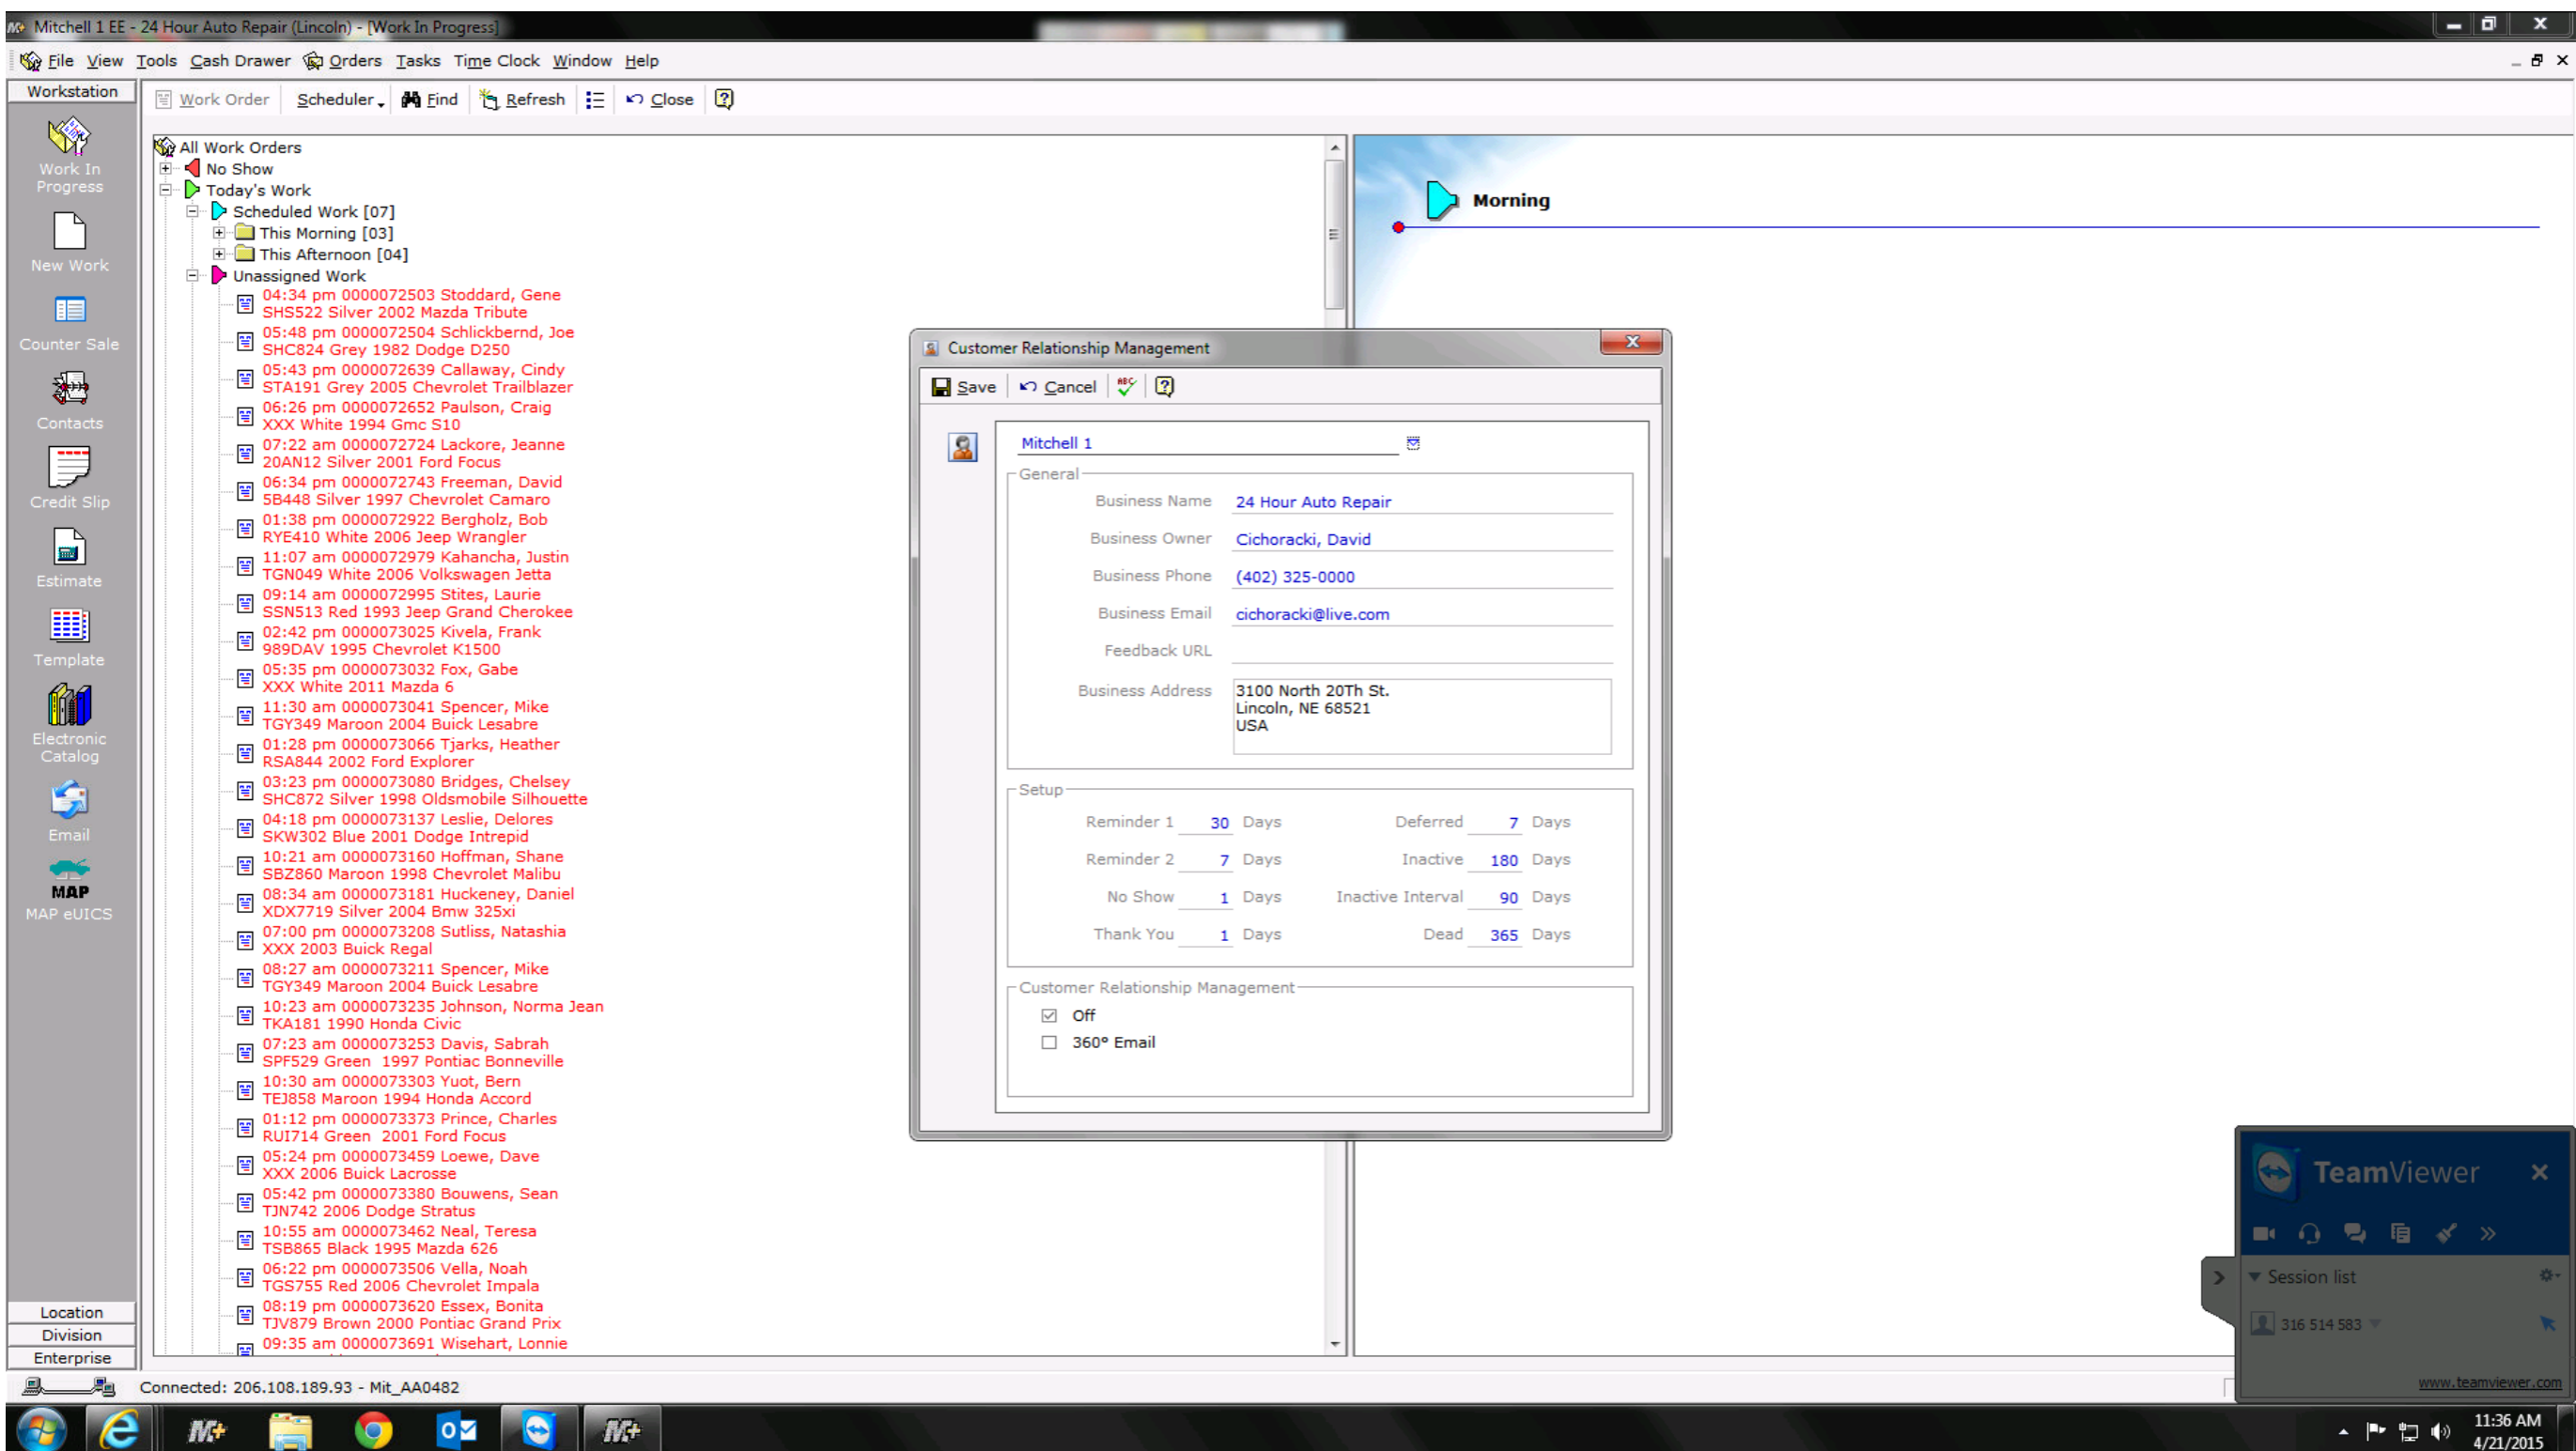 Mitchell 1 EE - 24 Hour Auto Repair (Lincoln) - [Work In Progress]
File View Tools Cash Drawer Orders Tasks Time Clock Window Help
Workstation
Work Order Scheduler Find Refresh Close
Work In Progress
New Work
Counter Sale
Contacts
Credit Slip
Estimate
Template
Electronic Catalog
Email
MAP
MAP eUICS
Location
Division
Enterprise
All Work Orders
No Show
Today's Work
Scheduled Work [07]
This Morning [03]
This Afternoon [04]
Unassigned Work
04:34 pm 0000072503 Stoddard, Gene
SHS522 Silver 2002 Mazda Tribute
05:48 pm 0000072504 Schlickbernd, Joe
SHC824 Grey 1982 Dodge D250
05:43 pm 0000072639 Callaway, Cindy
STA191 Grey 2005 Chevrolet Trailblazer
06:26 pm 0000072652 Paulson, Craig
XXX White 1994 Gmc S10
07:22 am 0000072724 Lackore, Jeanne
20AN12 Silver 2001 Ford Focus
06:34 pm 0000072743 Freeman, David
5B448 Silver 1997 Chevrolet Camaro
01:38 pm 0000072922 Bergholz, Bob
RYE410 White 2006 Jeep Wrangler
11:07 am 0000072979 Kahancha, Justin
TGN049 White 2006 Volkswagen Jetta
09:14 am 0000072995 Stites, Laurie
SSN513 Red 1993 Jeep Grand Cherokee
02:42 pm 0000073025 Kivela, Frank
989DAV 1995 Chevrolet K1500
05:35 pm 0000073032 Fox, Gabe
XXX White 2011 Mazda 6
11:30 am 0000073041 Spencer, Mike
TGY349 Maroon 2004 Buick Lesabre
01:28 pm 0000073066 Tjarks, Heather
RSA844 2002 Ford Explorer
03:23 pm 0000073080 Bridges, Chelsey
SHC872 Silver 1998 Oldsmobile Silhouette
04:18 pm 0000073137 Leslie, Delores
SKW302 Blue 2001 Dodge Intrepid
10:21 am 0000073160 Hoffman, Shane
SBZ860 Maroon 1998 Chevrolet Malibu
08:34 am 0000073181 Huckeney, Daniel
XDX7719 Silver 2004 Bmw 325xi
07:00 pm 0000073208 Sutliss, Natashia
XXX 2003 Buick Regal
08:27 am 0000073211 Spencer, Mike
TGY349 Maroon 2004 Buick Lesabre
10:23 am 0000073235 Johnson, Norma Jean
TKA181 1990 Honda Civic
07:23 am 0000073253 Davis, Sabrah
SPF529 Green 1997 Pontiac Bonneville
10:30 am 0000073303 Yuot, Bern
TEJ858 Maroon 1994 Honda Accord
01:12 pm 0000073373 Prince, Charles
RUI714 Green 2001 Ford Focus
05:24 pm 0000073459 Loewe, Dave
XXX 2006 Buick Lacrosse
05:42 pm 0000073380 Bouwens, Sean
TJN742 2006 Dodge Stratus
10:55 am 0000073462 Neal, Teresa
TSB865 Black 1995 Mazda 626
06:22 pm 0000073506 Vella, Noah
TGS755 Red 2006 Chevrolet Impala
08:19 pm 0000073620 Essex, Bonita
TJV879 Brown 2000 Pontiac Grand Prix
09:35 am 0000073691 Wisehart, Lonnie
Morning
Customer Relationship Management
Save Cancel ABC
Mitchell 1
General
Business Name 24 Hour Auto Repair
Business Owner Cichoracki, David
Business Phone (402) 325-0000
Business Email cichoracki@live.com
Feedback URL
Business Address 3100 North 20Th St.
Lincoln, NE 68521
USA
Setup
Reminder 1 30 Days Deferred 7 Days
Reminder 2 7 Days Inactive 180 Days
No Show 1 Days Inactive Interval 90 Days
Thank You 1 Days Dead 365 Days
Customer Relationship Management
Off
360° Email
TeamViewer
Session list
316 514 583
www.teamviewer.com
Connected: 206.108.189.93 - Mit_AA0482
11:36 AM
4/21/2015